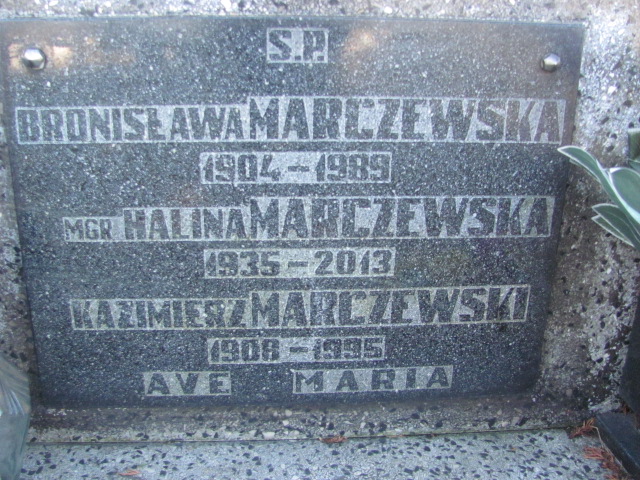 S.P.
BRONISŁAWA MARCZEWSKA
1904-1989
MGR HALINA MARCZEWSKA
1935-2013
KAZIMIERZ MARCZEWSKI
1908-1995
AVE MARIA